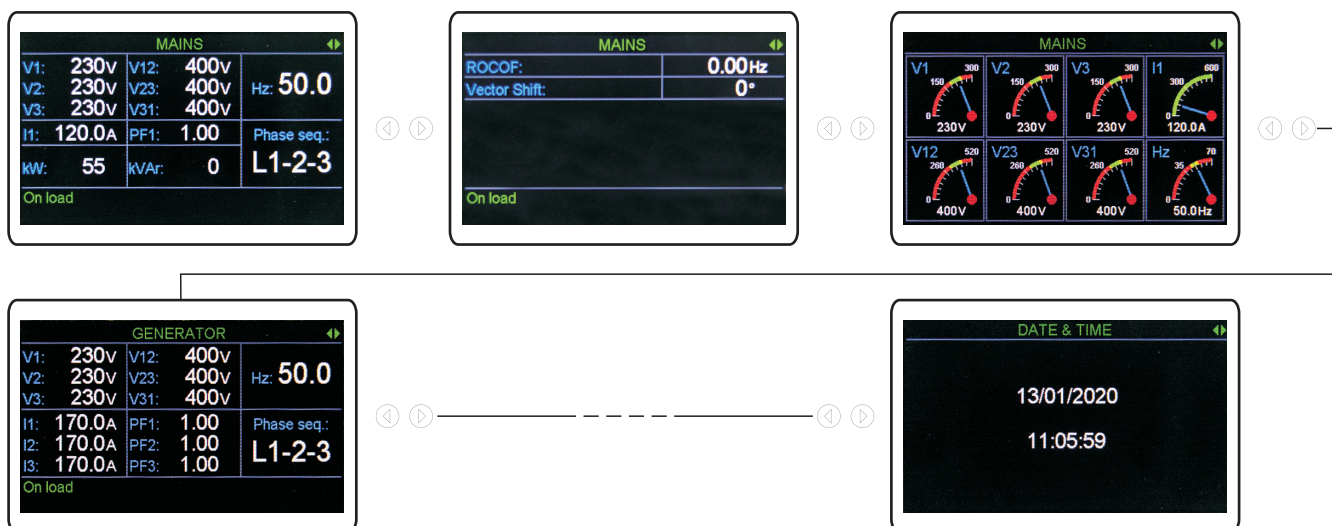 MAINS
V1: 230V V12: 400V
V2: 230V V23: 400V Hz: 50.0
V3: 230V V31: 400V
I1: 120.0A PF1: 1.00 Phase seq.:
kW: 55 kVAr: 0 L1-2-3
On load
MAINS
ROCOF: 0.00Hz
Vector Shift: 0°
On load
MAINS
V1 150 300 0 230V
V2 150 300 0 230V
V3 150 300 0 230V
I1 300 600 0 120.0A
V12 260 520 0 400V
V23 260 520 0 400V
V31 260 520 0 400V
Hz 35 70 0 50.0Hz
GENERATOR
V1: 230V V12: 400V
V2: 230V V23: 400V Hz: 50.0
V3: 230V V31: 400V
I1: 170.0A PF1: 1.00 Phase seq.:
I2: 170.0A PF2: 1.00 L1-2-3
I3: 170.0A PF3: 1.00
On load
DATE & TIME
13/01/2020
11:05:59